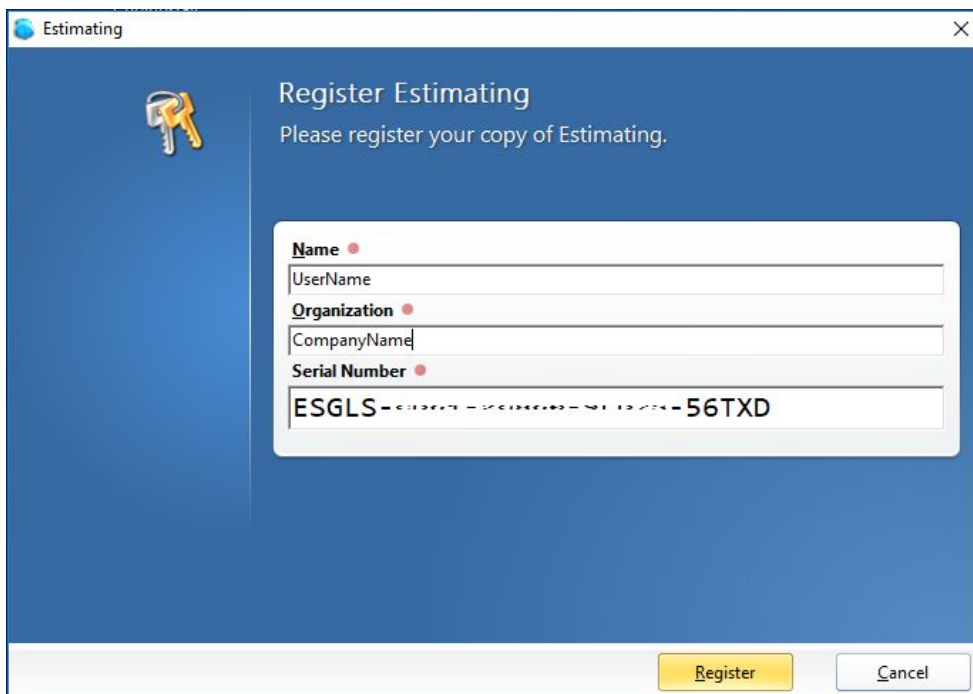 Estimating
Register Estimating
Please register your copy of Estimating.
Name
UserName
Organization
CompanyName
Serial Number
ESGLS- -56TXD
Register
Cancel